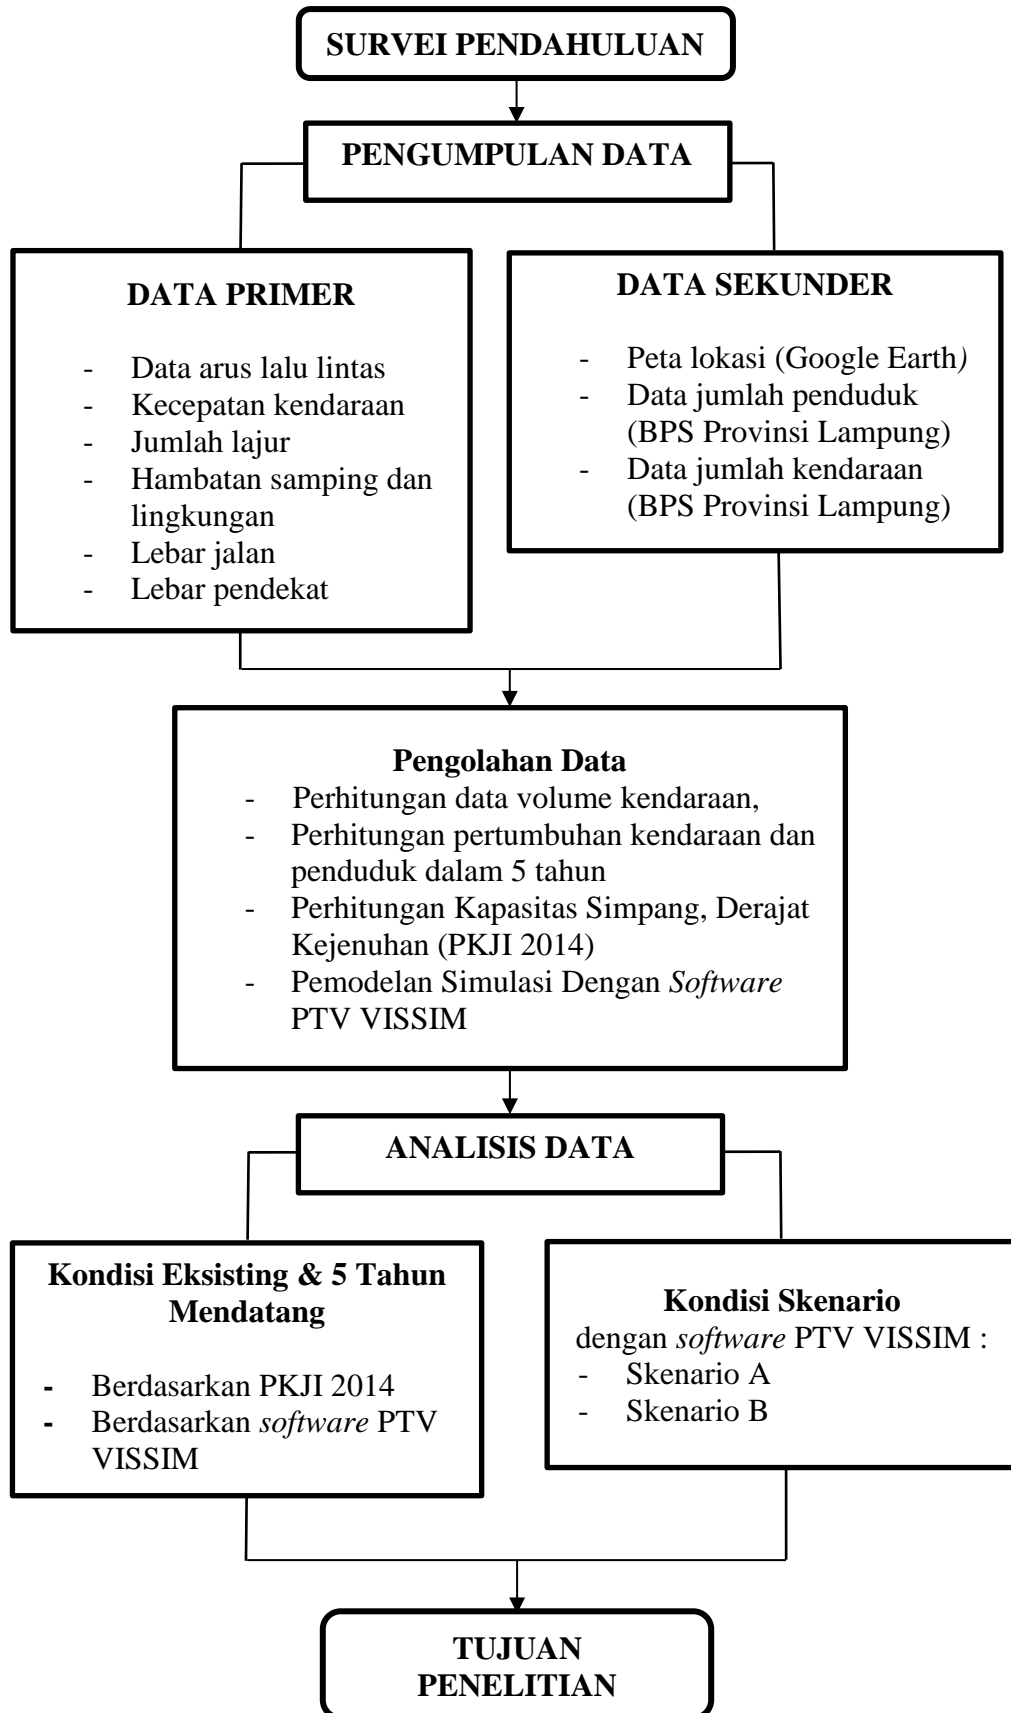 SURVEI PENDAHULUAN
PENGUMPULAN DATA
DATA PRIMER
- Data arus lalu lintas
- Kecepatan kendaraan
- Jumlah lajur
- Hambatan samping dan
lingkungan
- Lebar jalan
- Lebar pendekat
DATA SEKUNDER
- Peta lokasi (Google Earth)
- Data jumlah penduduk
(BPS Provinsi Lampung)
- Data jumlah kendaraan
(BPS Provinsi Lampung)
Pengolahan Data
- Perhitungan data volume kendaraan,
- Perhitungan pertumbuhan kendaraan dan
penduduk dalam 5 tahun
- Perhitungan Kapasitas Simpang, Derajat
Kejenuhan (PKJI 2014)
- Pemodelan Simulasi Dengan Software
PTV VISSIM
ANALISIS DATA
Kondisi Eksisting & 5 Tahun
Mendatang
- Berdasarkan PKJI 2014
- Berdasarkan software PTV
VISSIM
Kondisi Skenario
dengan software PTV VISSIM :
- Skenario A
- Skenario B
TUJUAN
PENELITIAN